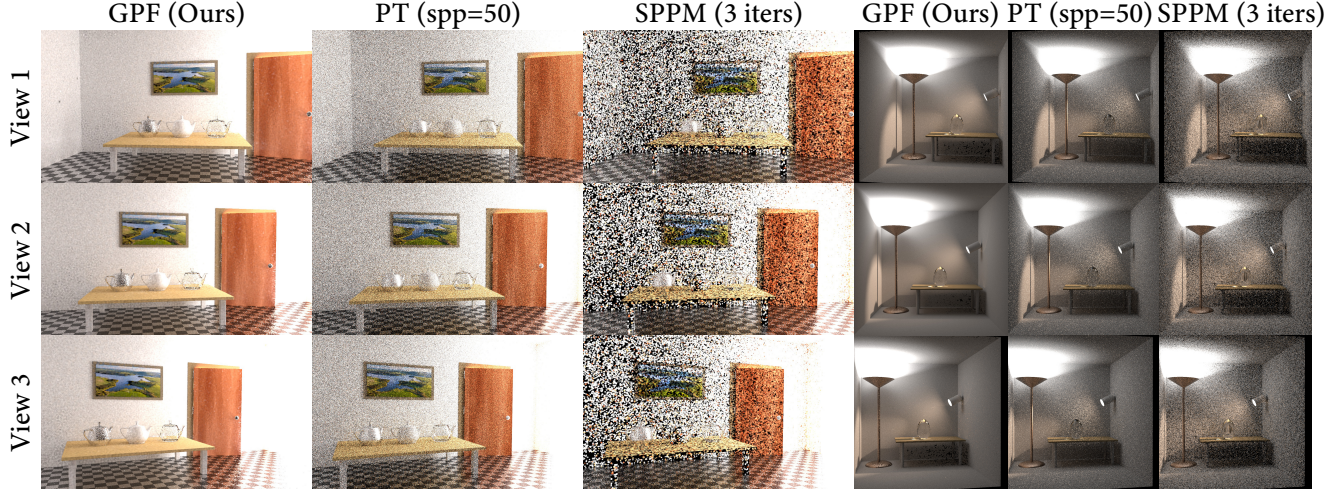 GPF (Ours) PT (spp=50) SPPM (3 iters) GPF (Ours) PT (spp=50) SPPM (3 iters)
View 1
View 2
View 3